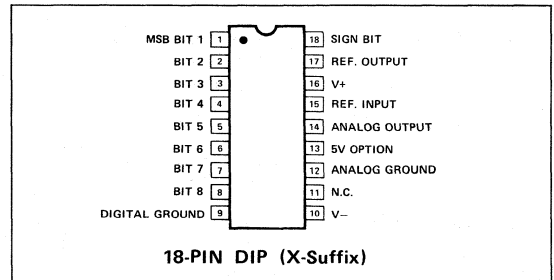 MSB BIT 1 1 18 SIGN BIT
BIT 2 2 17 REF. OUTPUT
BIT 3 3 16 V+
BIT 4 4 15 REF. INPUT
BIT 5 5 14 ANALOG OUTPUT
BIT 6 6 13 5V OPTION
BIT 7 7 12 ANALOG GROUND
BIT 8 8 11 N.C.
DIGITAL GROUND 9 10 V−
18-PIN DIP (X-Suffix)